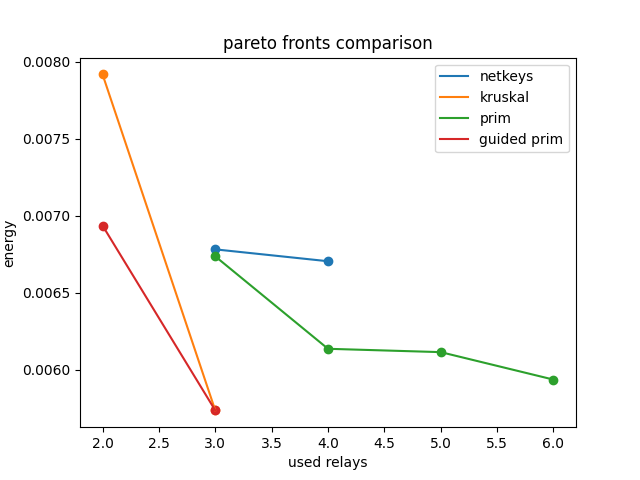 pareto fronts comparison
energy
0.0080
0.0075
0.0070
0.0065
0.0060
netkeys
kruskal
prim
guided prim
2.0 2.5 3.0 3.5 4.0 4.5 5.0 5.5 6.0
used relays